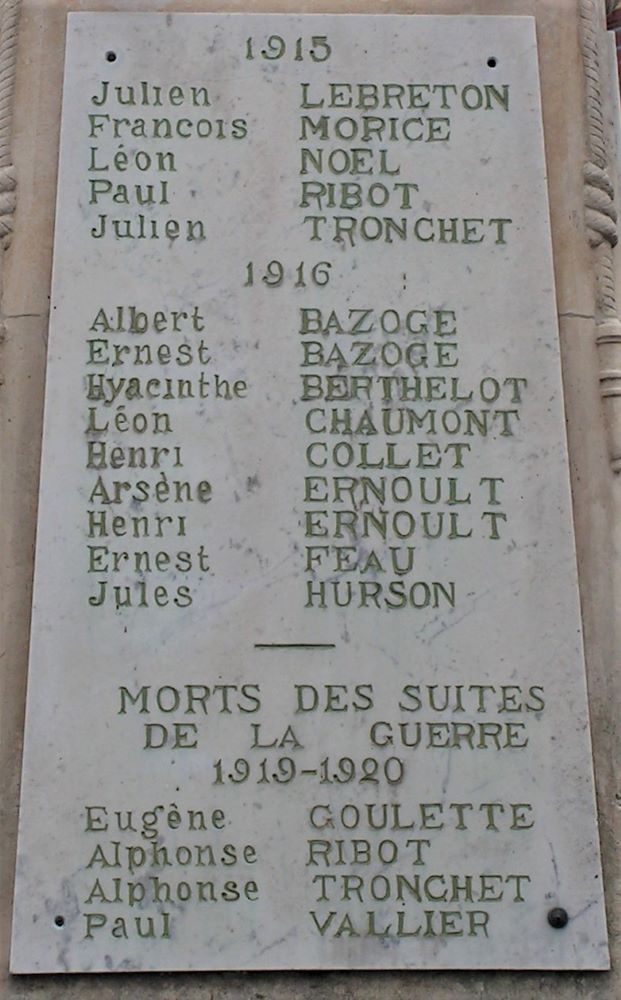 1915
Julien LEBRETON
Francois MORICE
Léon NOEL
Paul RIBOT
Julien TRONCHET
1916
Albert BAZOGE
Ernest BAZOGE
Hyacinthe BERTHELOT
Léon CHAUMONT
Henri COLLET
Arsène ERNOULT
Henri ERNOULT
Ernest FEAU
Jules HURSON
MORTS DES SUITES
DE LA GUERRE
1919-1920
Eugène GOULETTE
Alphonse RIBOT
Alphonse TRONCHET
Paul VALLIER